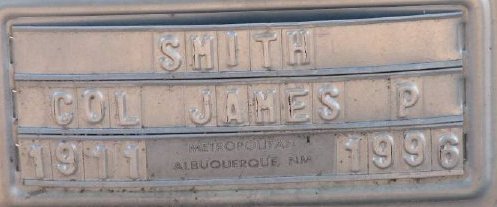 SMITH
COL JAMES P
1911 METROPOLITAN 1996
ALBUQUERQUE, NM